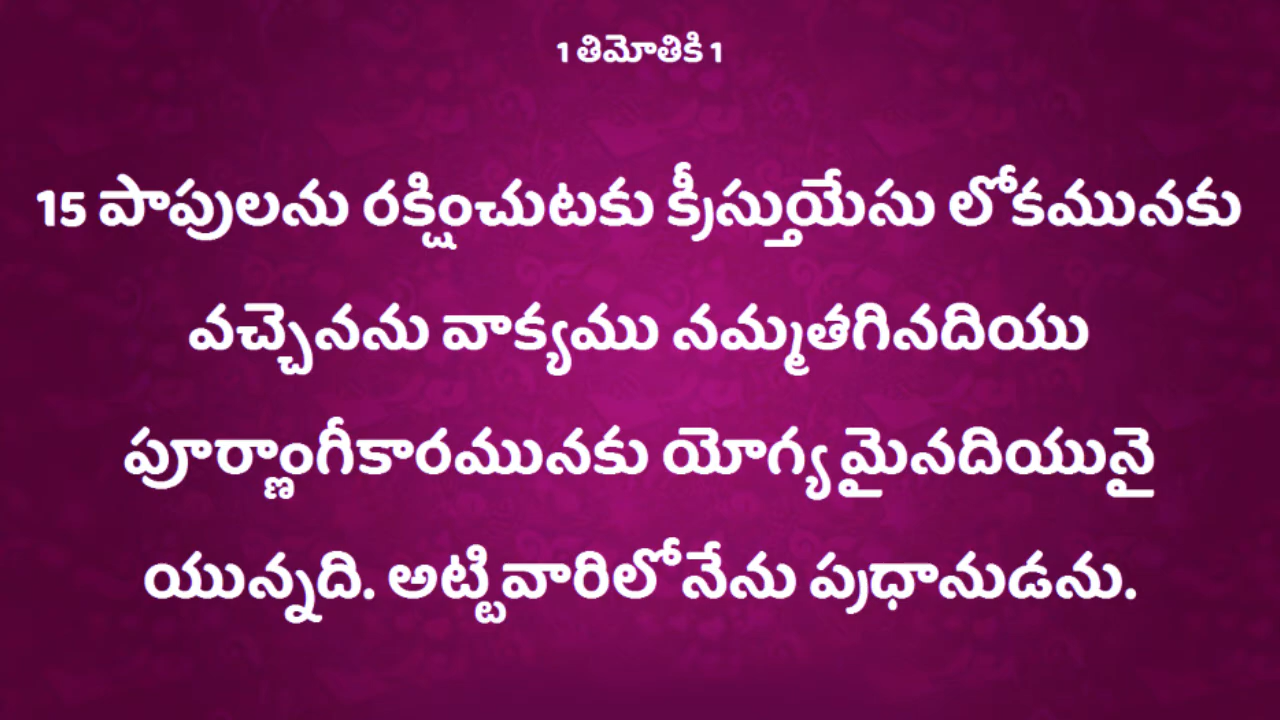 1 తిమోతికి 1
15 పాపులను రక్షించుటకు క్రీస్తుయేసు లోకమునకు
వచ్చెనను వాక్యము నమ్మతగినదియు
పూర్ణాంగీకారమునకు యోగ్య మైనదియునై
యున్నది. అట్టివారిలోనేను ప్రధానుడను.